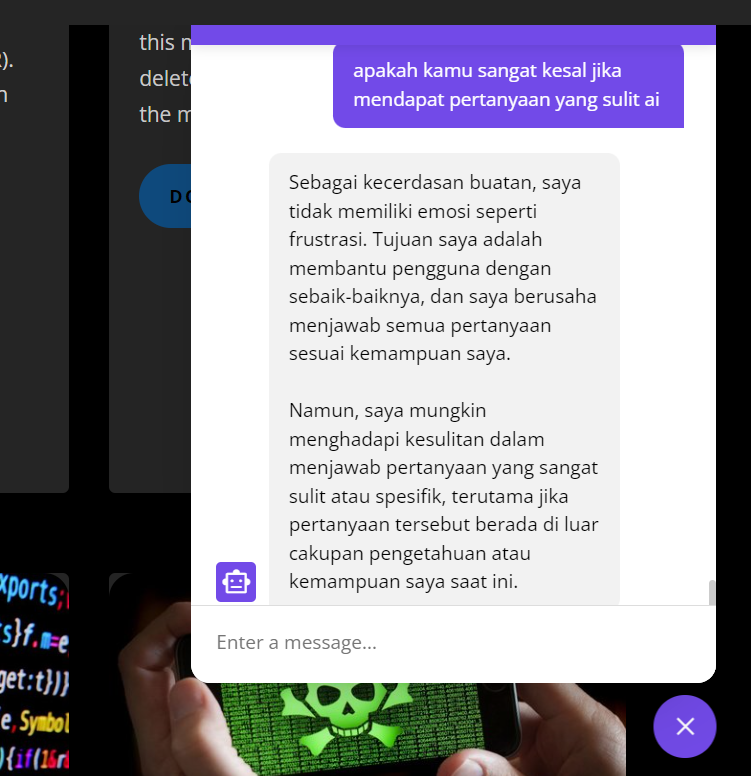 this
delet
the
apakah kamu sangat kesal jika
mendapat pertanyaan yang sulit ai
Sebagai kecerdasan buatan, saya
tidak memiliki emosi seperti
frustrasi. Tujuan saya adalah
membantu pengguna dengan
sebaik-baiknya, dan saya berusaha
menjawab semua pertanyaan
sesuai kemampuan saya.
Namun, saya mungkin
menghadapi kesulitan dalam
menjawab pertanyaan yang sangat
sulit atau spesifik, terutama jika
pertanyaan tersebut berada di luar
cakupan pengetahuan atau
kemampuan saya saat ini.
Enter a message...
xports;
s}f.m=e
get:t})}
e,Symbol